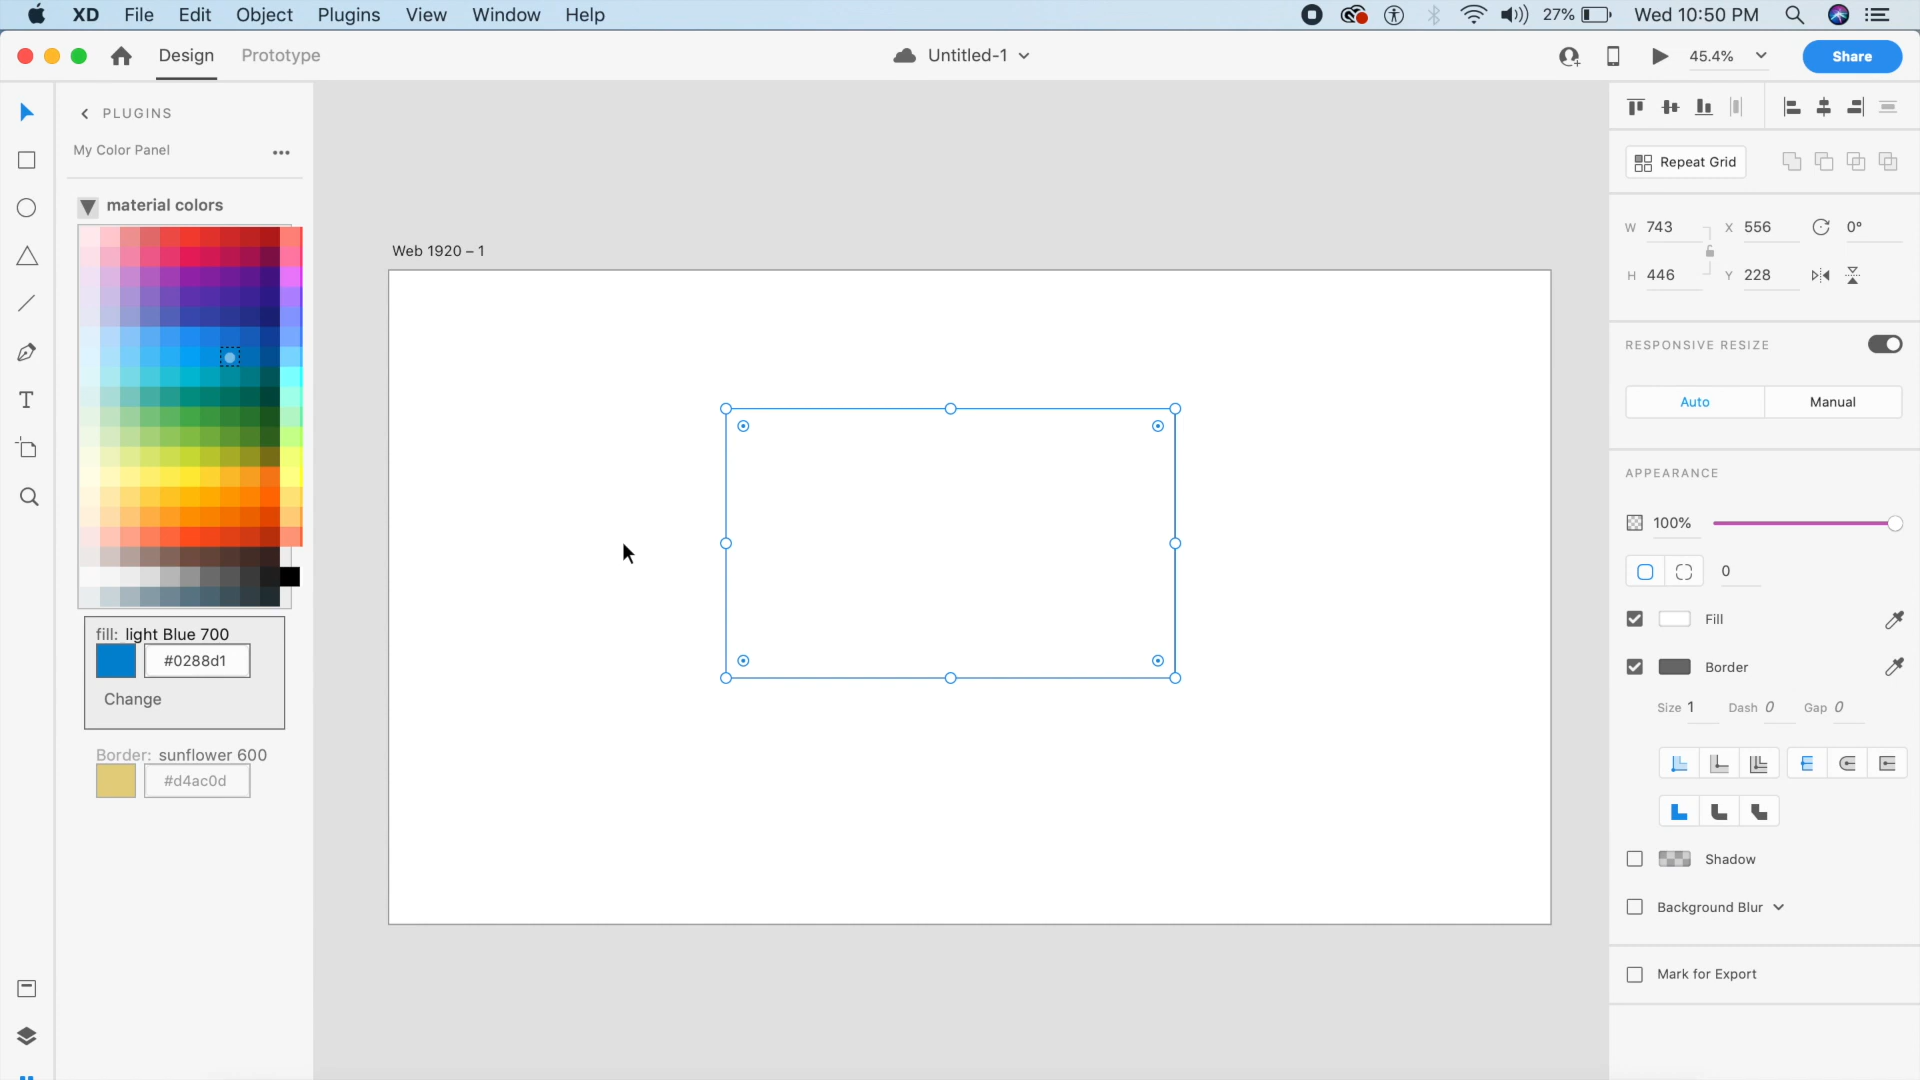 XD File Edit Object Plugins View Window Help
27% Wed 10:50 PM
Design Prototype
Untitled-1
45.4%
Share
PLUGINS
My Color Panel
material colors
fill: light Blue 700
#0288d1
Change
Border: sunflower 600
#d4ac0d
Web 1920 – 1
Repeat Grid
W 743 X 556 0°
H 446 Y 228
RESPONSIVE RESIZE
Auto Manual
APPEARANCE
100%
0
Fill
Border
Size 1 Dash 0 Gap 0
Shadow
Background Blur
Mark for Export
T